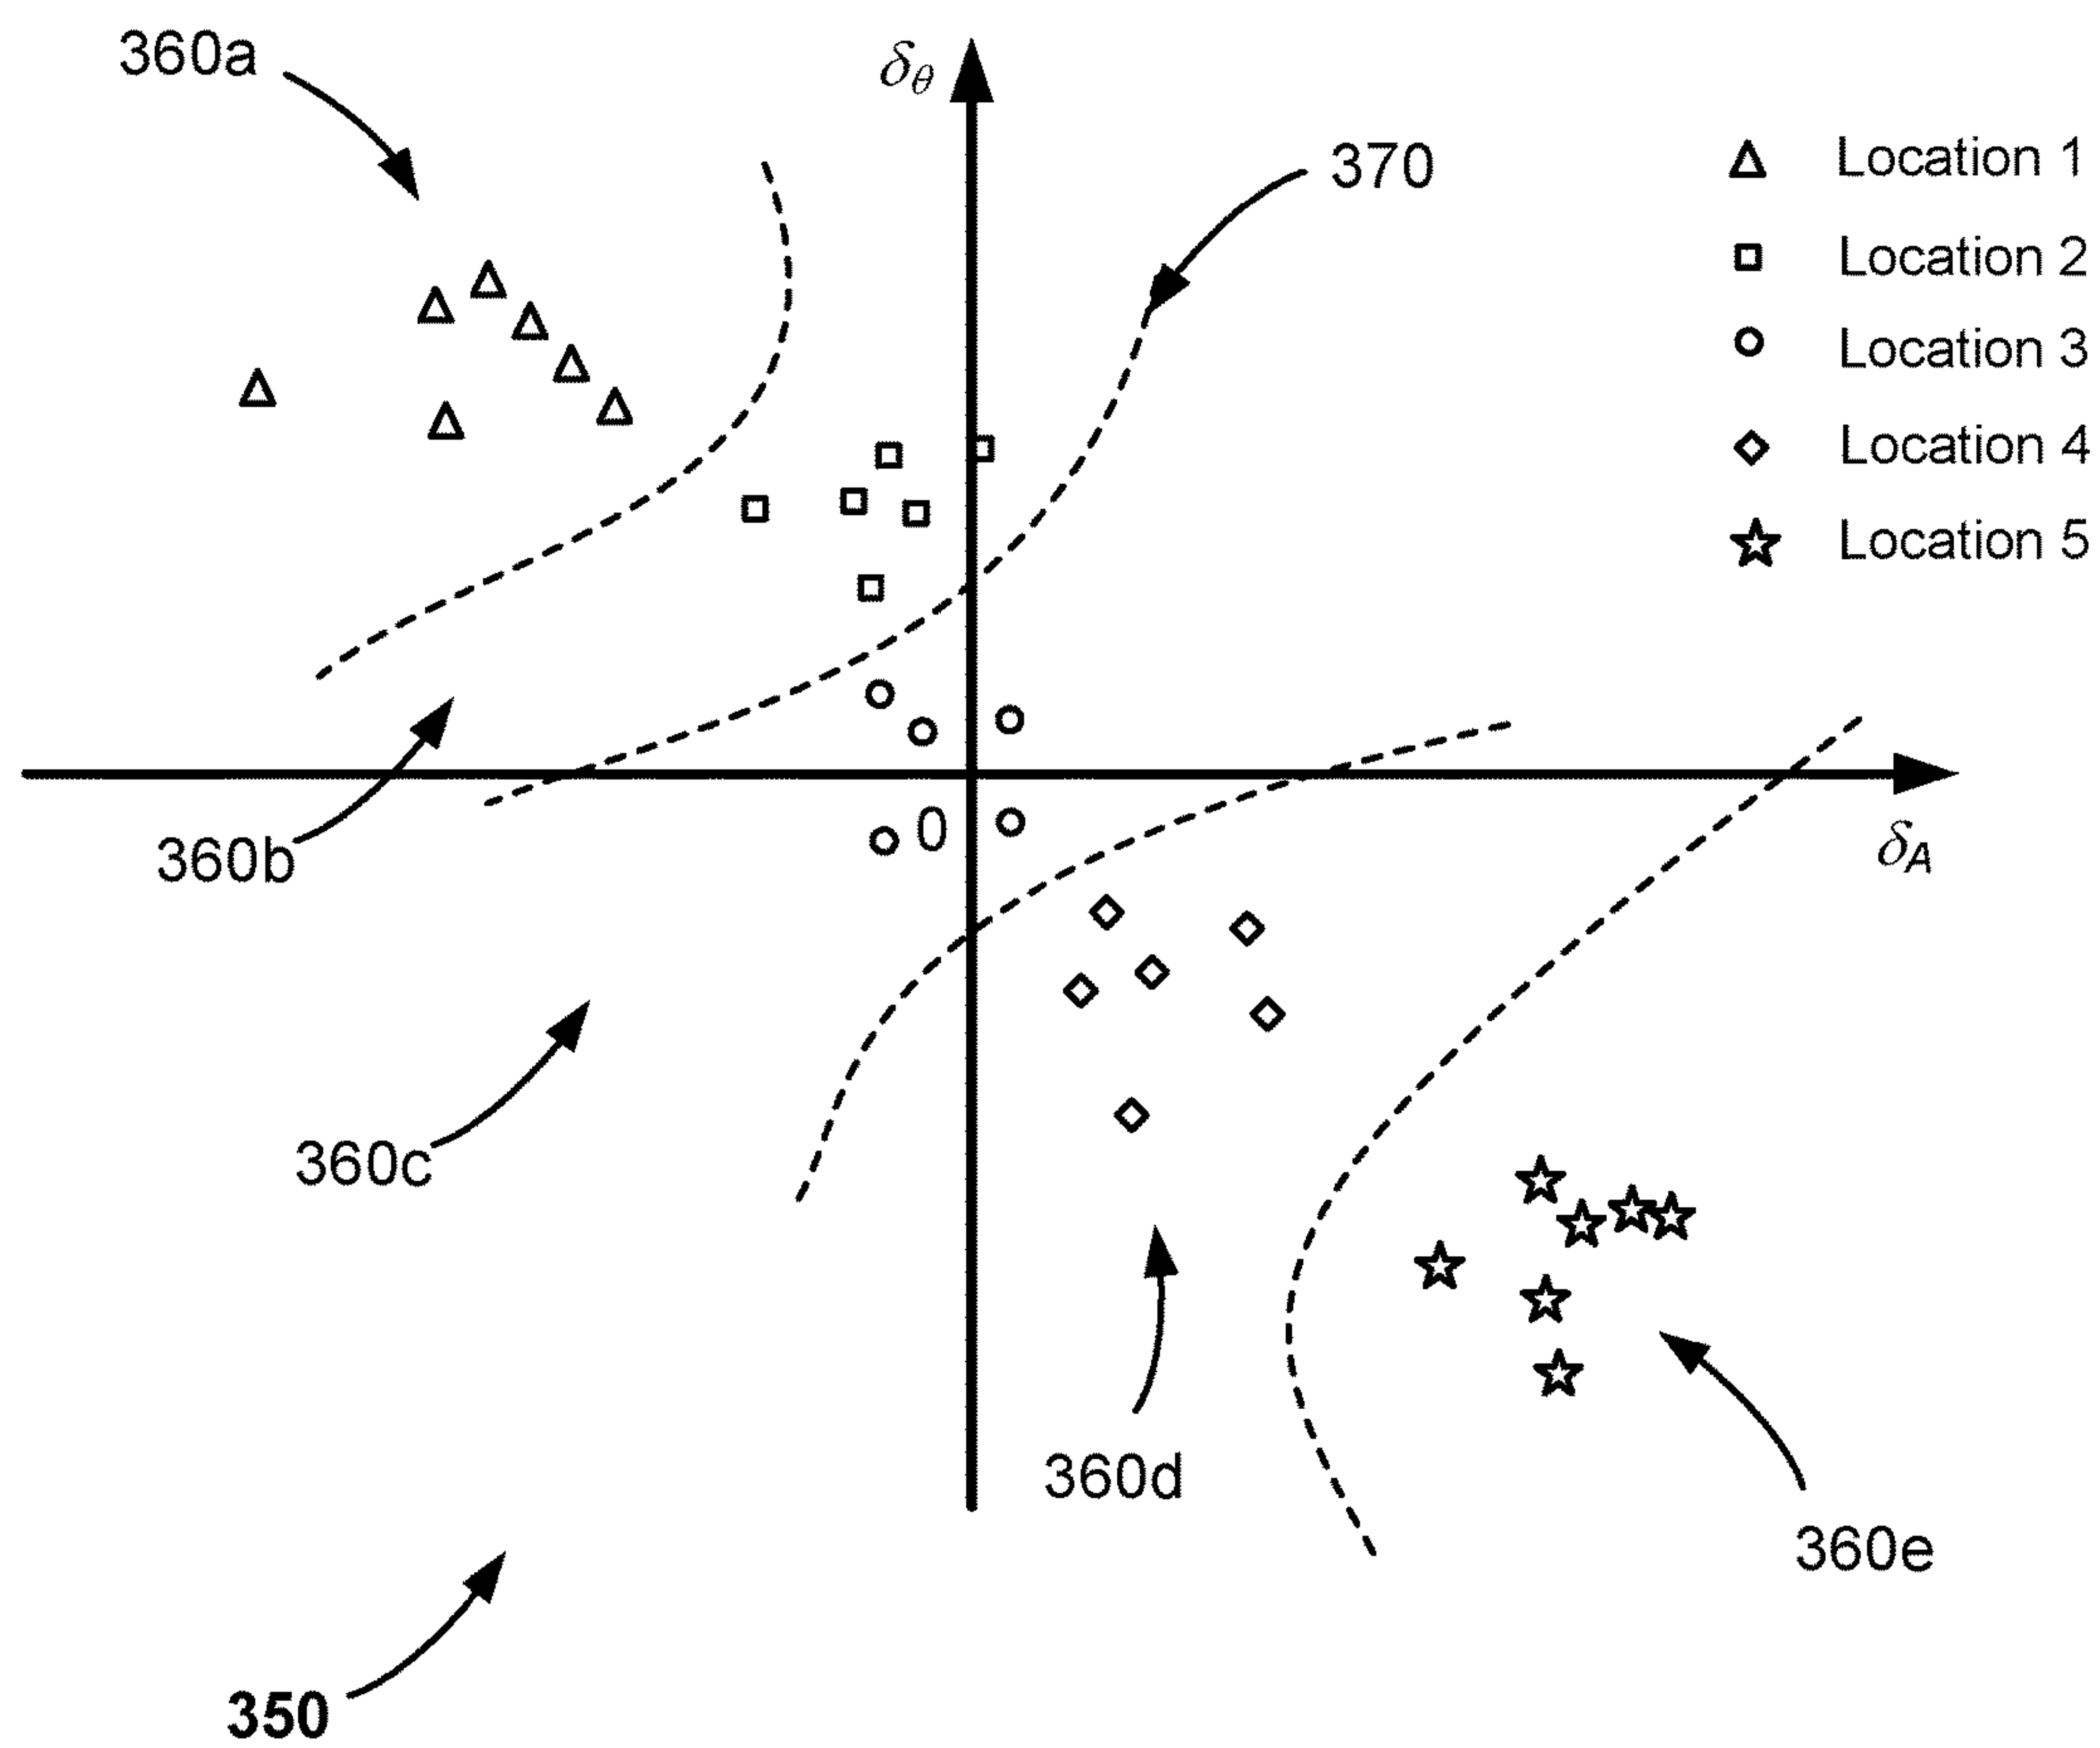 360a
δθ
370
Location 1
Location 2
Location 3
Location 4
Location 5
0
δA
360b
360c
360d
360e
350